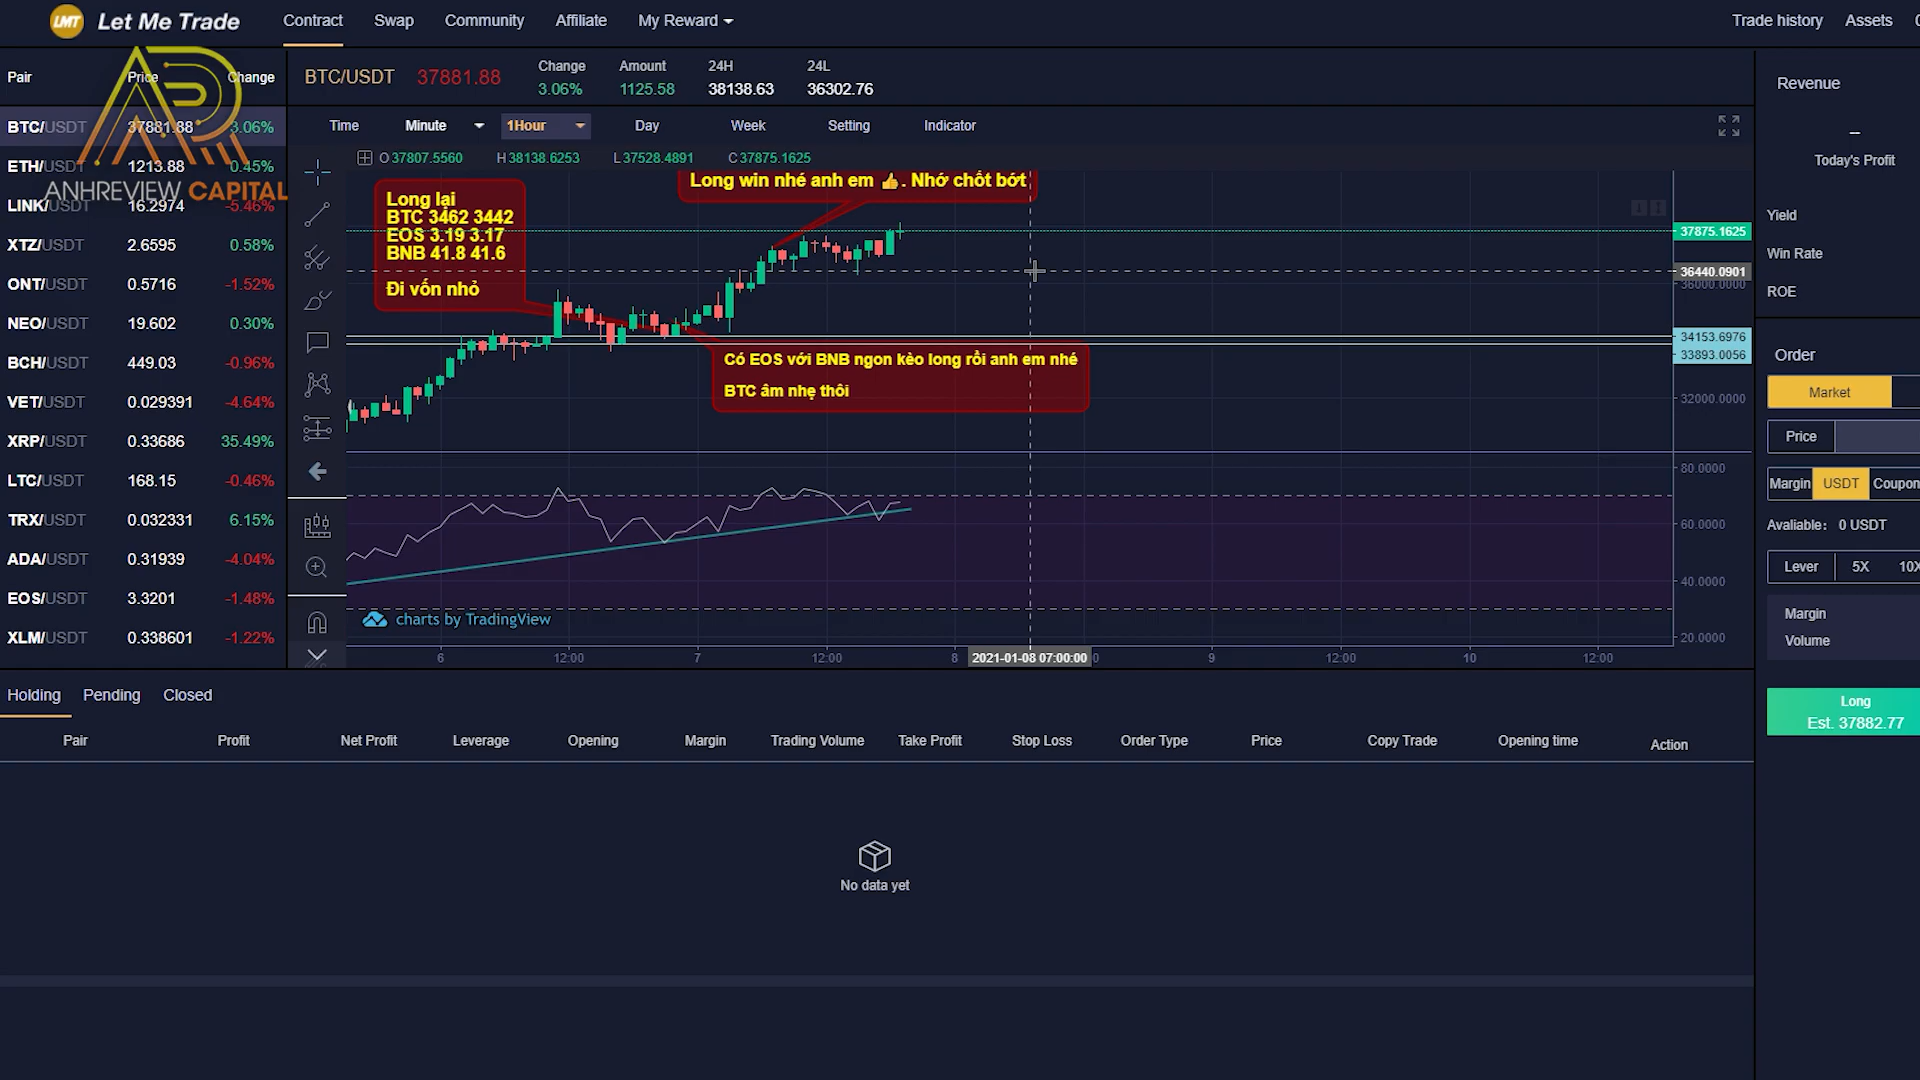 LMT Let Me Trade Contract Swap Community Affiliate My Reward Trade history Assets
Pair Price Change
BTC/USDT 37881.88 3.06%
ETH/USDT 1213.88 0.45%
LINK/USDT 16.2974 -5.46%
XTZ/USDT 2.6595 0.58%
ONT/USDT 0.5716 -1.52%
NEO/USDT 19.602 0.30%
BCH/USDT 449.03 -0.96%
VET/USDT 0.029391 -4.64%
XRP/USDT 0.33686 35.49%
LTC/USDT 168.15 -0.46%
TRX/USDT 0.032331 6.15%
ADA/USDT 0.31939 -4.04%
EOS/USDT 3.3201 -1.48%
XLM/USDT 0.338601 -1.22%
ANHREVIEW CAPITAL
BTC/USDT 37881.88
Change Amount 24H 24L
3.06% 1125.58 38138.63 36302.76
Time Minute 1Hour Day Week Setting Indicator
O 37807.5560 H 38138.6253 L 37528.4891 C 37875.1625
Long lại
BTC 3462 3442
EOS 3.19 3.17
BNB 41.8 41.6
Đi vốn nhỏ
Long win nhé anh em 👍. Nhớ chốt bớt
Có EOS với BNB ngon kèo long rồi anh em nhé
BTC âm nhẹ thôi
37875.1625
36440.0901
36000.0000
34153.6976
33893.0056
32000.0000
80.0000
60.0000
40.0000
20.0000
charts by TradingView
6 12:00 7 12:00 8 2021-01-08 07:00:00 9 12:00 10 12:00
Revenue
--
Today's Profit
Yield
Win Rate
ROE
Order
Market
Price
Margin USDT Coupon
Avaliable: 0 USDT
Lever 5X 10X
Margin
Volume
Long
Est. 37882.77
Holding Pending Closed
Pair Profit Net Profit Leverage Opening Margin Trading Volume Take Profit Stop Loss Order Type Price Copy Trade Opening time Action
No data yet